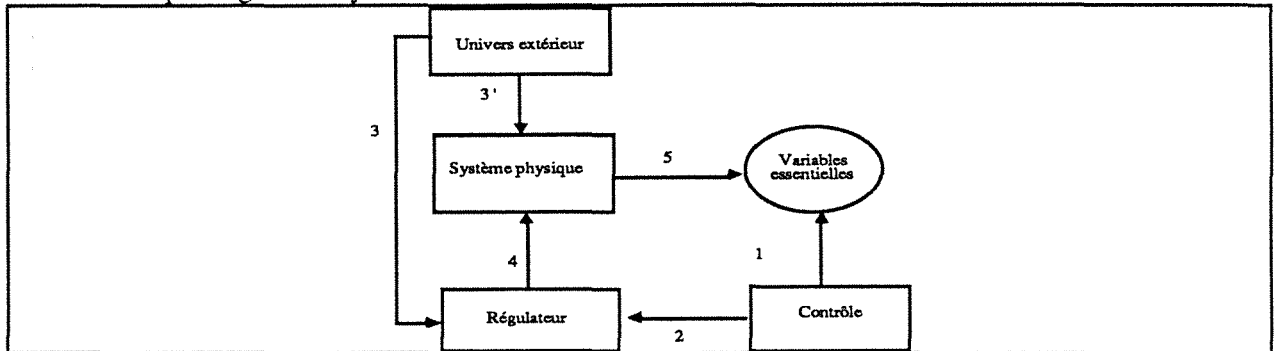 Univers extérieur
3'
3
Système physique
5
Variables
essentielles
4
1
Régulateur
2
Contrôle